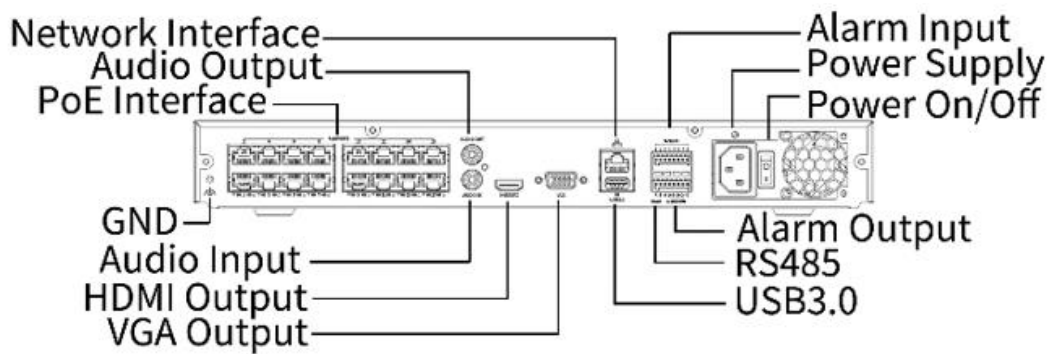 Network Interface
Audio Output
PoE Interface
Alarm Input
Power Supply
Power On/Off
GND
Audio Input
HDMI Output
VGA Output
Alarm Output
RS485
USB3.0